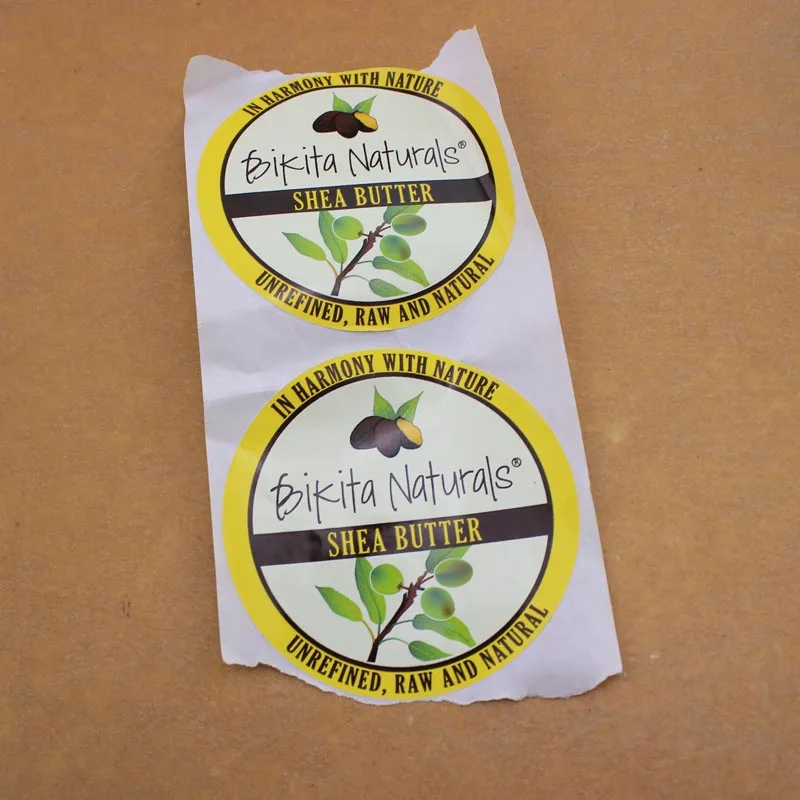 IN HARMONY WITH NATURE
Bikita Naturals®
SHEA BUTTER
UNREFINED, RAW AND NATURAL
IN HARMONY WITH NATURE
Bikita Naturals®
SHEA BUTTER
UNREFINED, RAW AND NATURAL